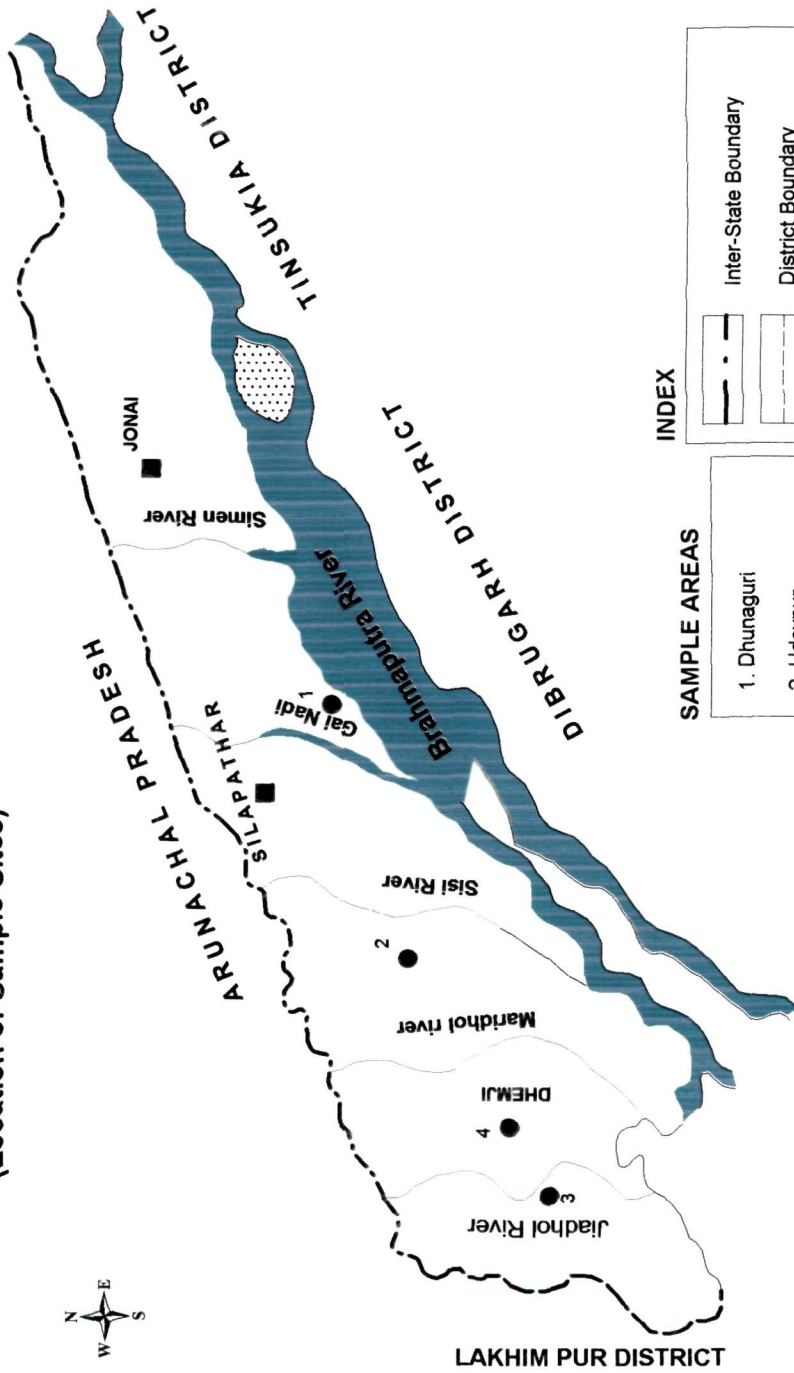 (Location of Sample Sites)
N
W
E
S
ARUNACHAL PRADESH
JONAI
Simen River
TINSUKIA DISTRICT
SILAPATHAR
Gai Nadi
1
Brahmaputra River
DIBRUGARH DISTRICT
Sisi River
2
Maridhol river
DHEMJI
4
3
Jiadhol River
LAKHIM PUR DISTRICT
SAMPLE AREAS
1. Dhunaguri
INDEX
Inter-State Boundary
District Boundary